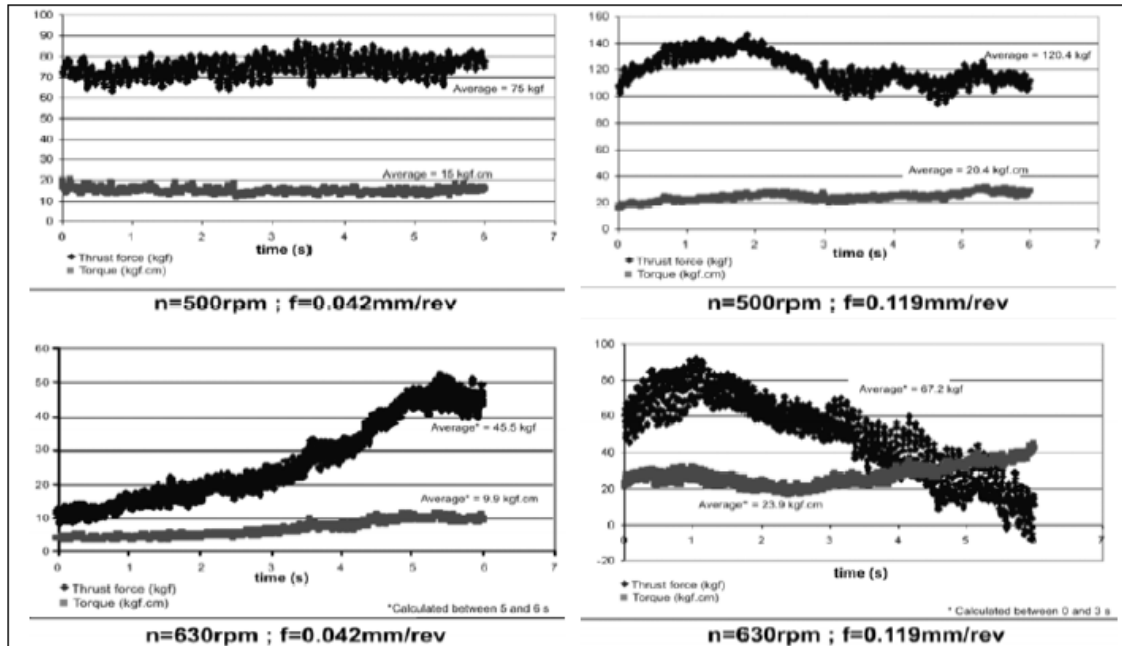 100
90
80
70
60
50
40
30
20
10
0
Average = 75 kgf
Average = 15 kgf.cm
0 1 2 3 4 5 6 7
time (s)
Thrust force (kgf)
Torque (kgf.cm)
n=500rpm ; f=0.042mm/rev
160
140
120
100
80
60
40
20
0
Average = 120.4 kgf
Average = 20.4 kgf.cm
0 1 2 3 4 5 6 7
time (s)
Thrust force (kgf)
Torque (kgf.cm)
n=500rpm ; f=0.119mm/rev
60
50
40
30
20
10
0
Average* = 45.5 kgf
Average* = 9.9 kgf.cm
0 1 2 3 4 5 6 7
time (s)
Thrust force (kgf)
Torque (kgf.cm)
*Calculated between 5 and 6 s
n=630rpm ; f=0.042mm/rev
100
80
60
40
20
0
-20
Average* = 67.2 kgf
Average* = 23.9 kgf.cm
0 1 2 3 4 5 6 7
time (s)
Thrust force (kgf)
Torque (kgf.cm)
* Calculated between 0 and 3 s
n=630rpm ; f=0.119mm/rev